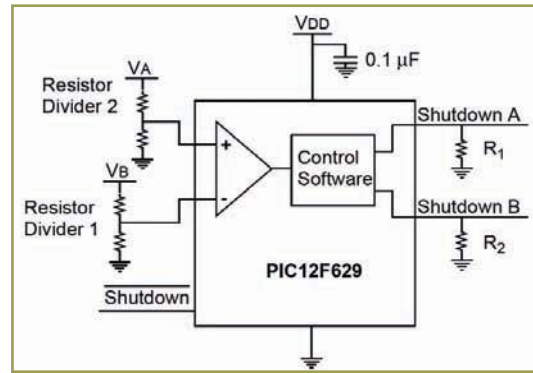 VDD
0.1 µF
VA
Resistor
Divider 2
VB
Resistor
Divider 1
+
-
Control
Software
Shutdown A
R1
Shutdown B
R2
PIC12F629
Shutdown